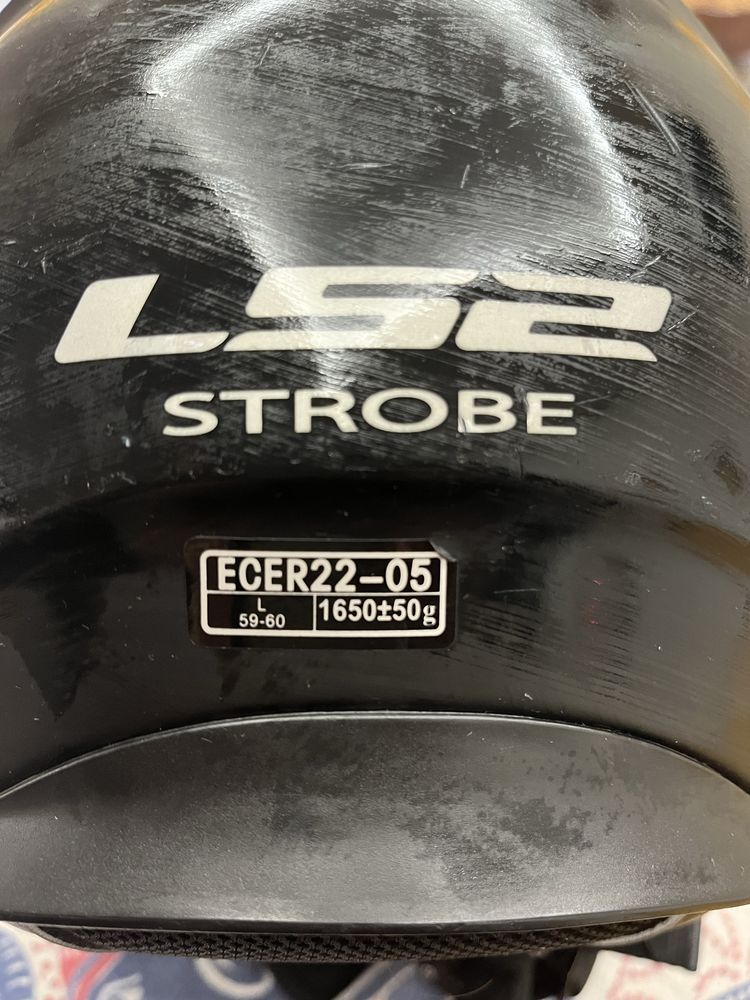 LS2
STROBE
ECER22-05
L
59-60
1650±50g